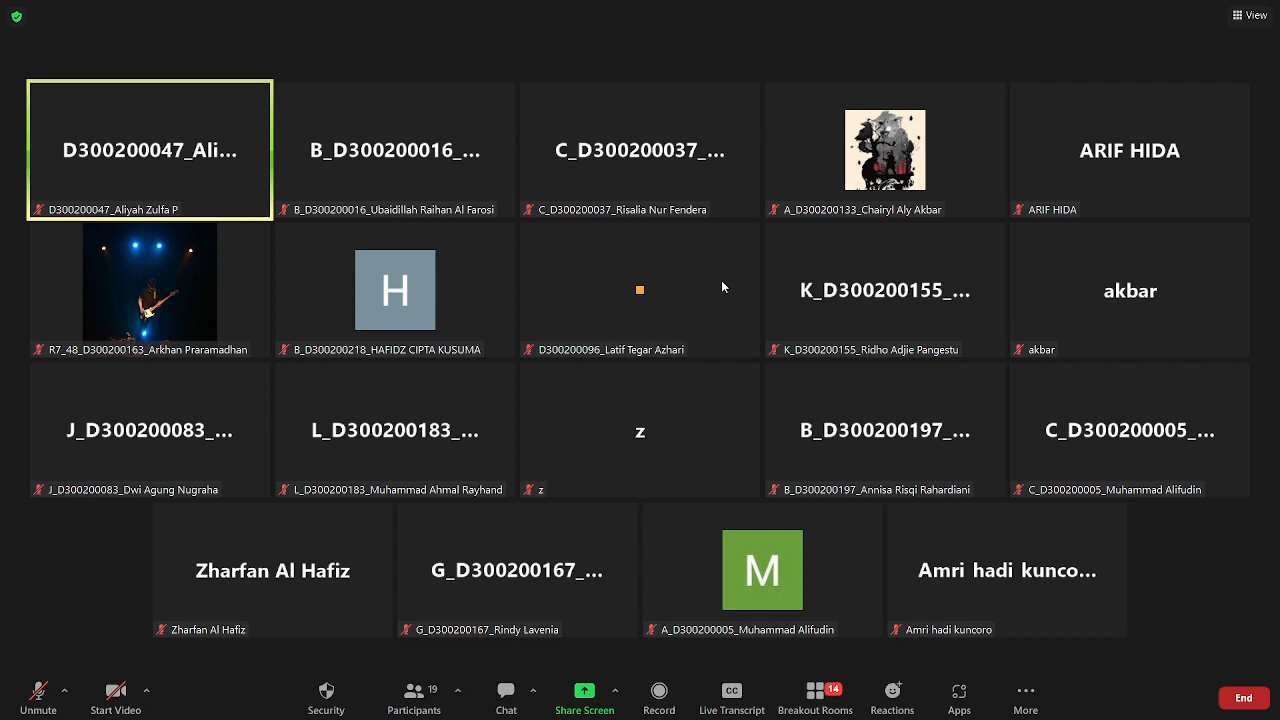 View
D300200047_Ali...
B_D300200016_...
C_D300200037_...
ARIF HIDA
D300200047_Aliyah Zulfa P
B_D300200016_Ubaidillah Raihan Al Farosi
C_D300200037_Risalia Nur Fendera
A_D300200133_Chairyl Aly Akbar
ARIF HIDA
H
K_D300200155_...
akbar
R7_48_D300200163_Arkhan Praramadhan
B_D300200218_HAFIDZ CIPTA KUSUMA
D300200096_Latif Tegar Azhari
K_D300200155_Ridho Adjie Pangestu
akbar
J_D300200083_...
L_D300200183_...
z
B_D300200197_...
C_D300200005_...
J_D300200083_Dwi Agung Nugraha
L_D300200183_Muhammad Ahmal Rayhand
z
B_D300200197_Annisa Risqi Rahardiani
C_D300200005_Muhammad Alifudin
Zharfan Al Hafiz
G_D300200167_...
M
Amri hadi kunco...
Zharfan Al Hafiz
G_D300200167_Rindy Lavenia
A_D300200005_Muhammad Alifudin
Amri hadi kuncoro
19
CC
14
Unmute
Start Video
Security
Participants
Chat
Share Screen
Record
Live Transcript
Breakout Rooms
Reactions
Apps
More
End